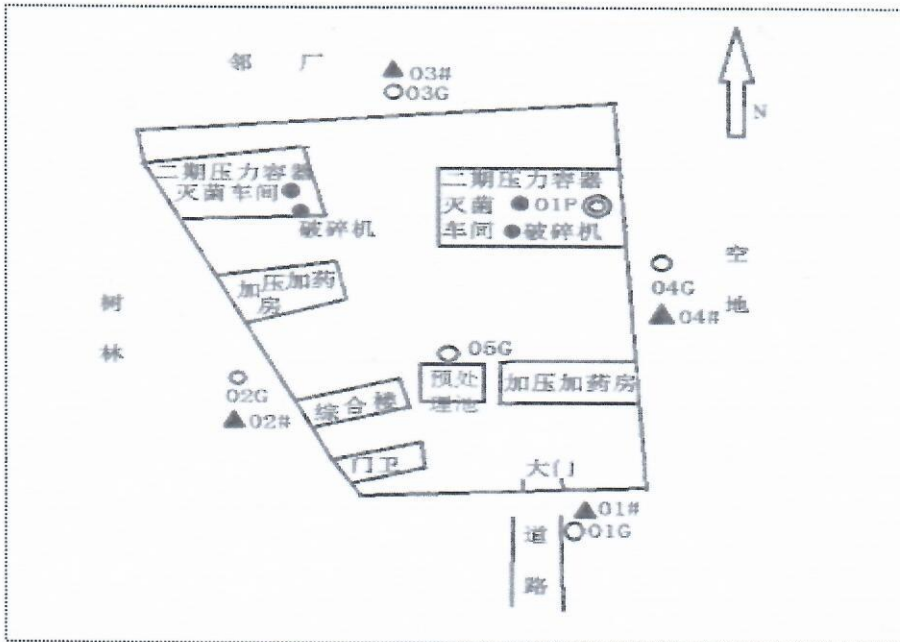 邻 厂
▲03#
○03G
N
二期压力容器
灭菌车间●
●
破碎机
二期压力容器
灭菌 ●01P◎
车间 ●破碎机
空
地
○
04G
▲04#
加压加药
房
树
林
○05G
预处
理池
加压加药房
○
02G
▲02#
综合楼
门卫
大门
▲01#
○01G
道
路